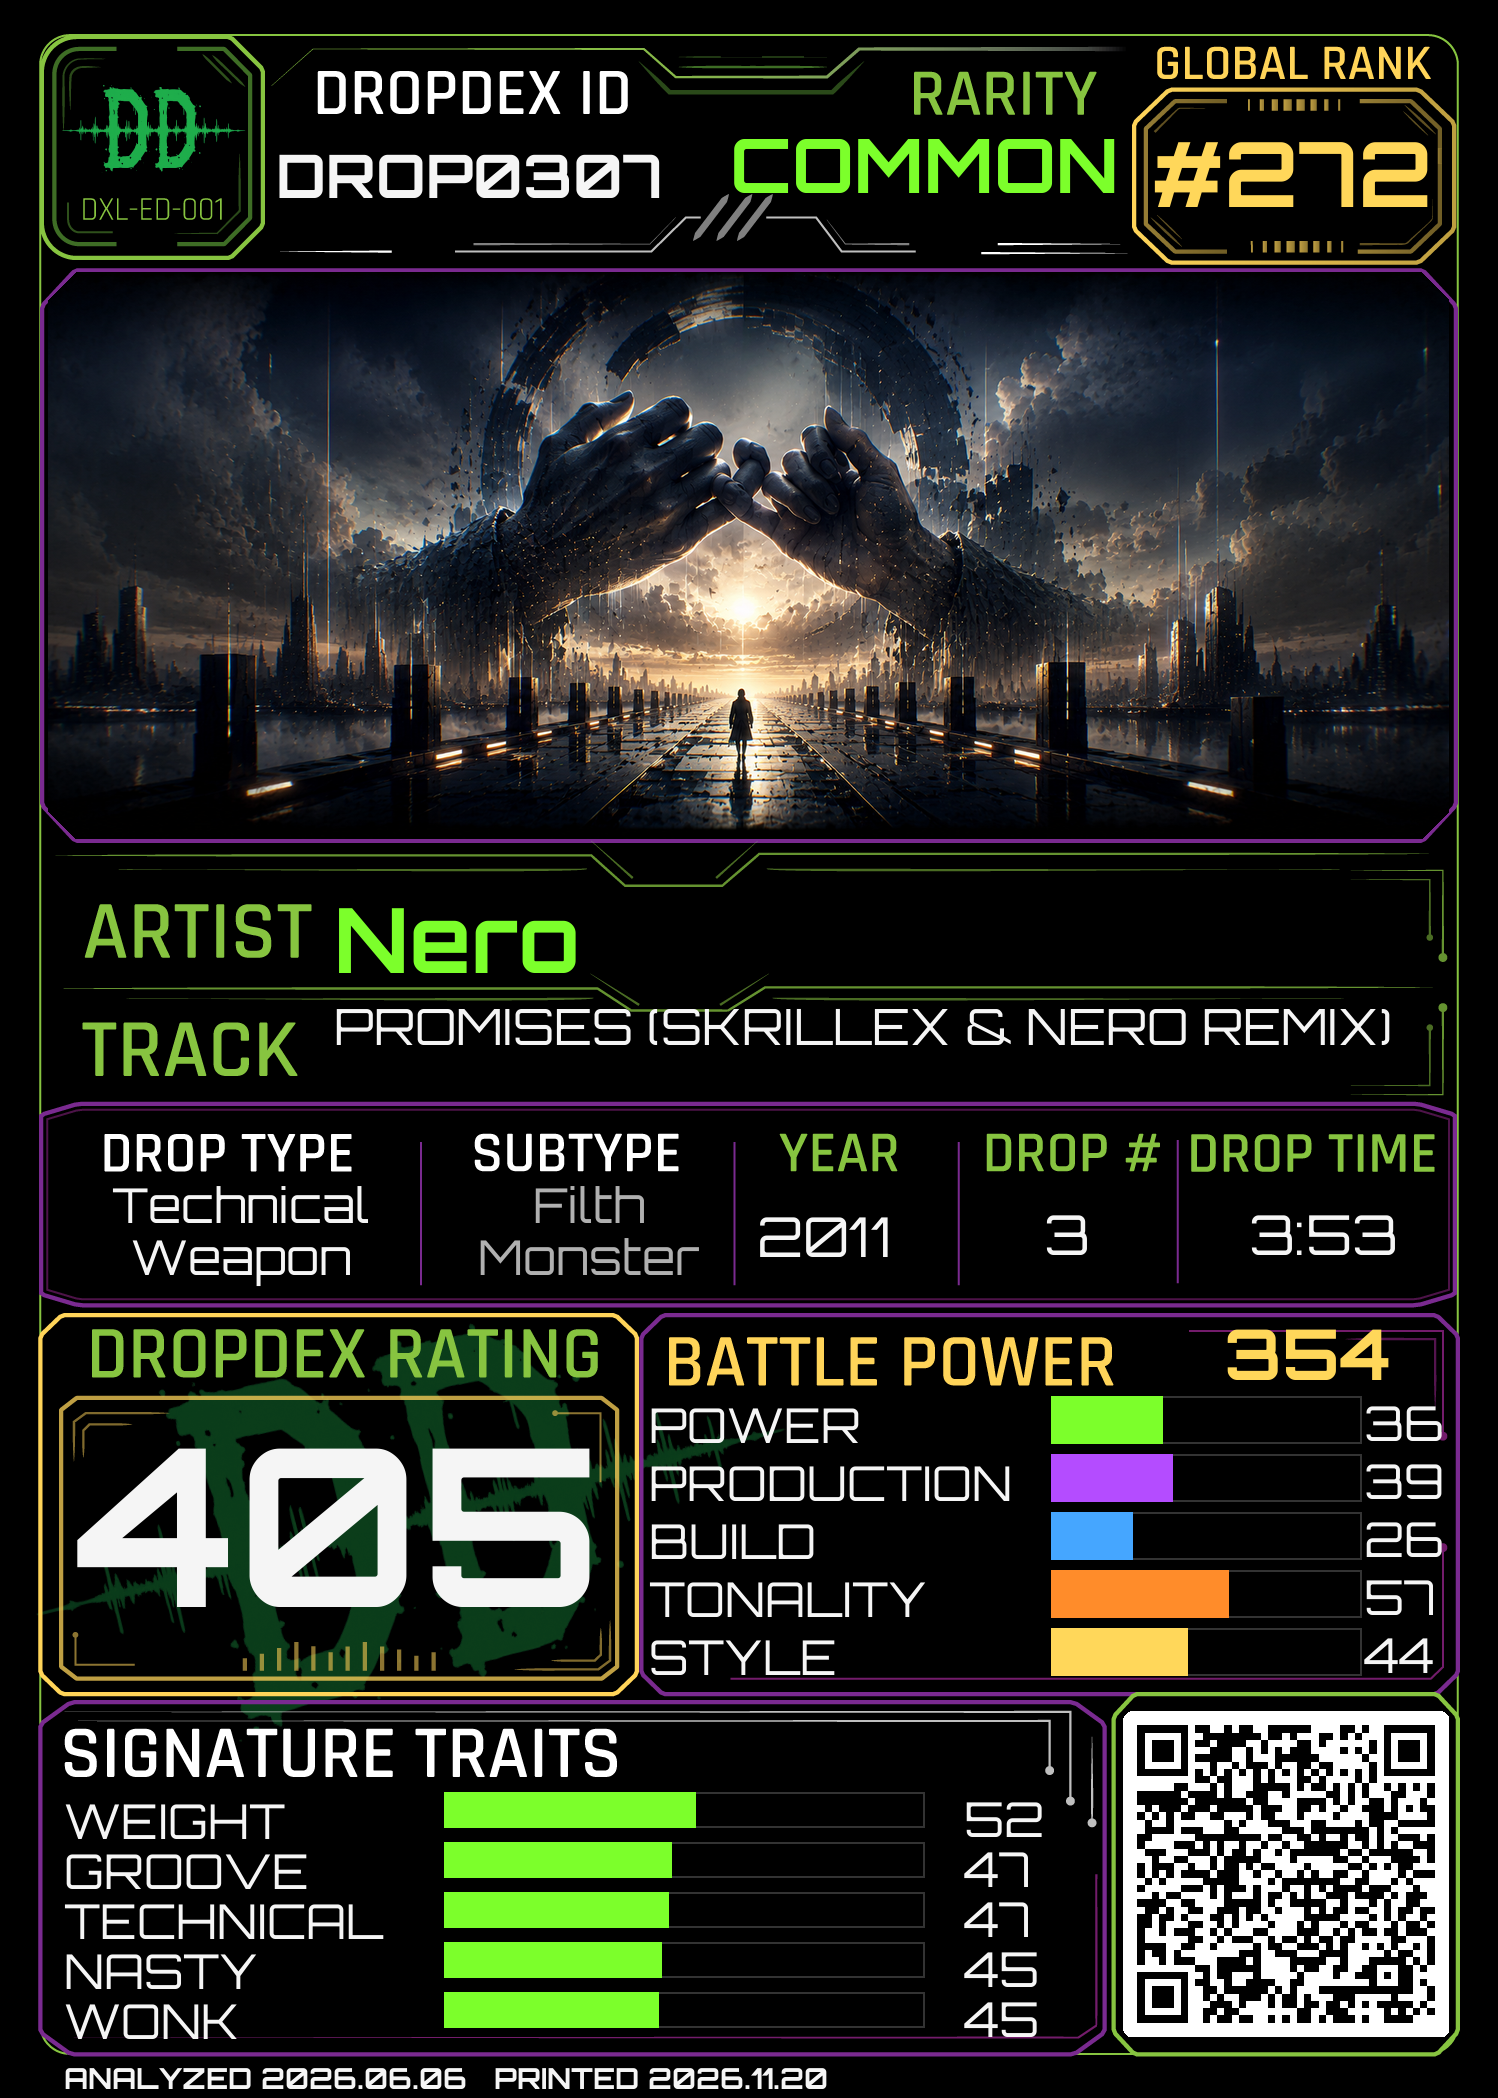 DD
DXL-ED-001
DROPDEX ID
DROP0307
RARITY
COMMON
GLOBAL RANK
#272
ARTIST Nero
TRACK PROMISES (SKRILLEX & NERO REMIX)
DROP TYPE
Technical
Weapon
SUBTYPE
Filth
Monster
YEAR
2011
DROP #
3
DROP TIME
3:53
DROPDEX RATING
405
BATTLE POWER 354
POWER 36
PRODUCTION 39
BUILD 26
TONALITY 57
STYLE 44
SIGNATURE TRAITS
WEIGHT 52
GROOVE 47
TECHNICAL 47
NASTY 45
WONK 45
ANALYZED 2026.06.06 PRINTED 2026.11.20